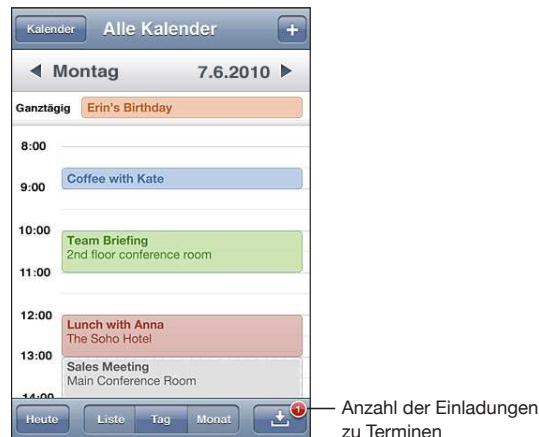 Kalender
Alle Kalender
+
Montag
7.6.2010
Ganztägig
Erin's Birthday
8:00
Coffee with Kate
9:00
10:00
Team Briefing
2nd floor conference room
11:00
12:00
Lunch with Anna
The Soho Hotel
13:00
Sales Meeting
Main Conference Room
14:00
Heute
Liste
Tag
Monat
1
Anzahl der Einladungen
zu Terminen